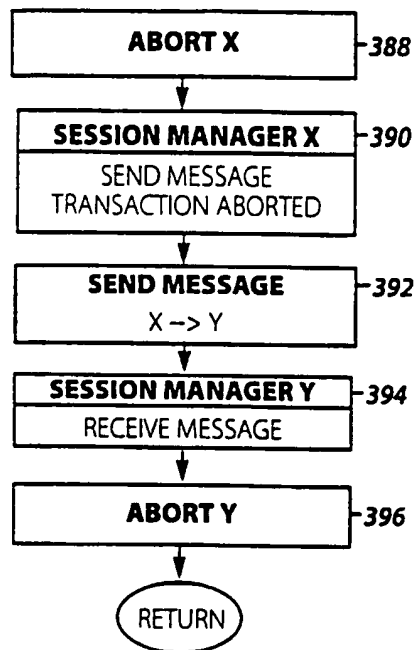 ABORT X
388
SESSION MANAGER X
390
SEND MESSAGE
TRANSACTION ABORTED
SEND MESSAGE
392
X --> Y
SESSION MANAGER Y
394
RECEIVE MESSAGE
ABORT Y
396
RETURN